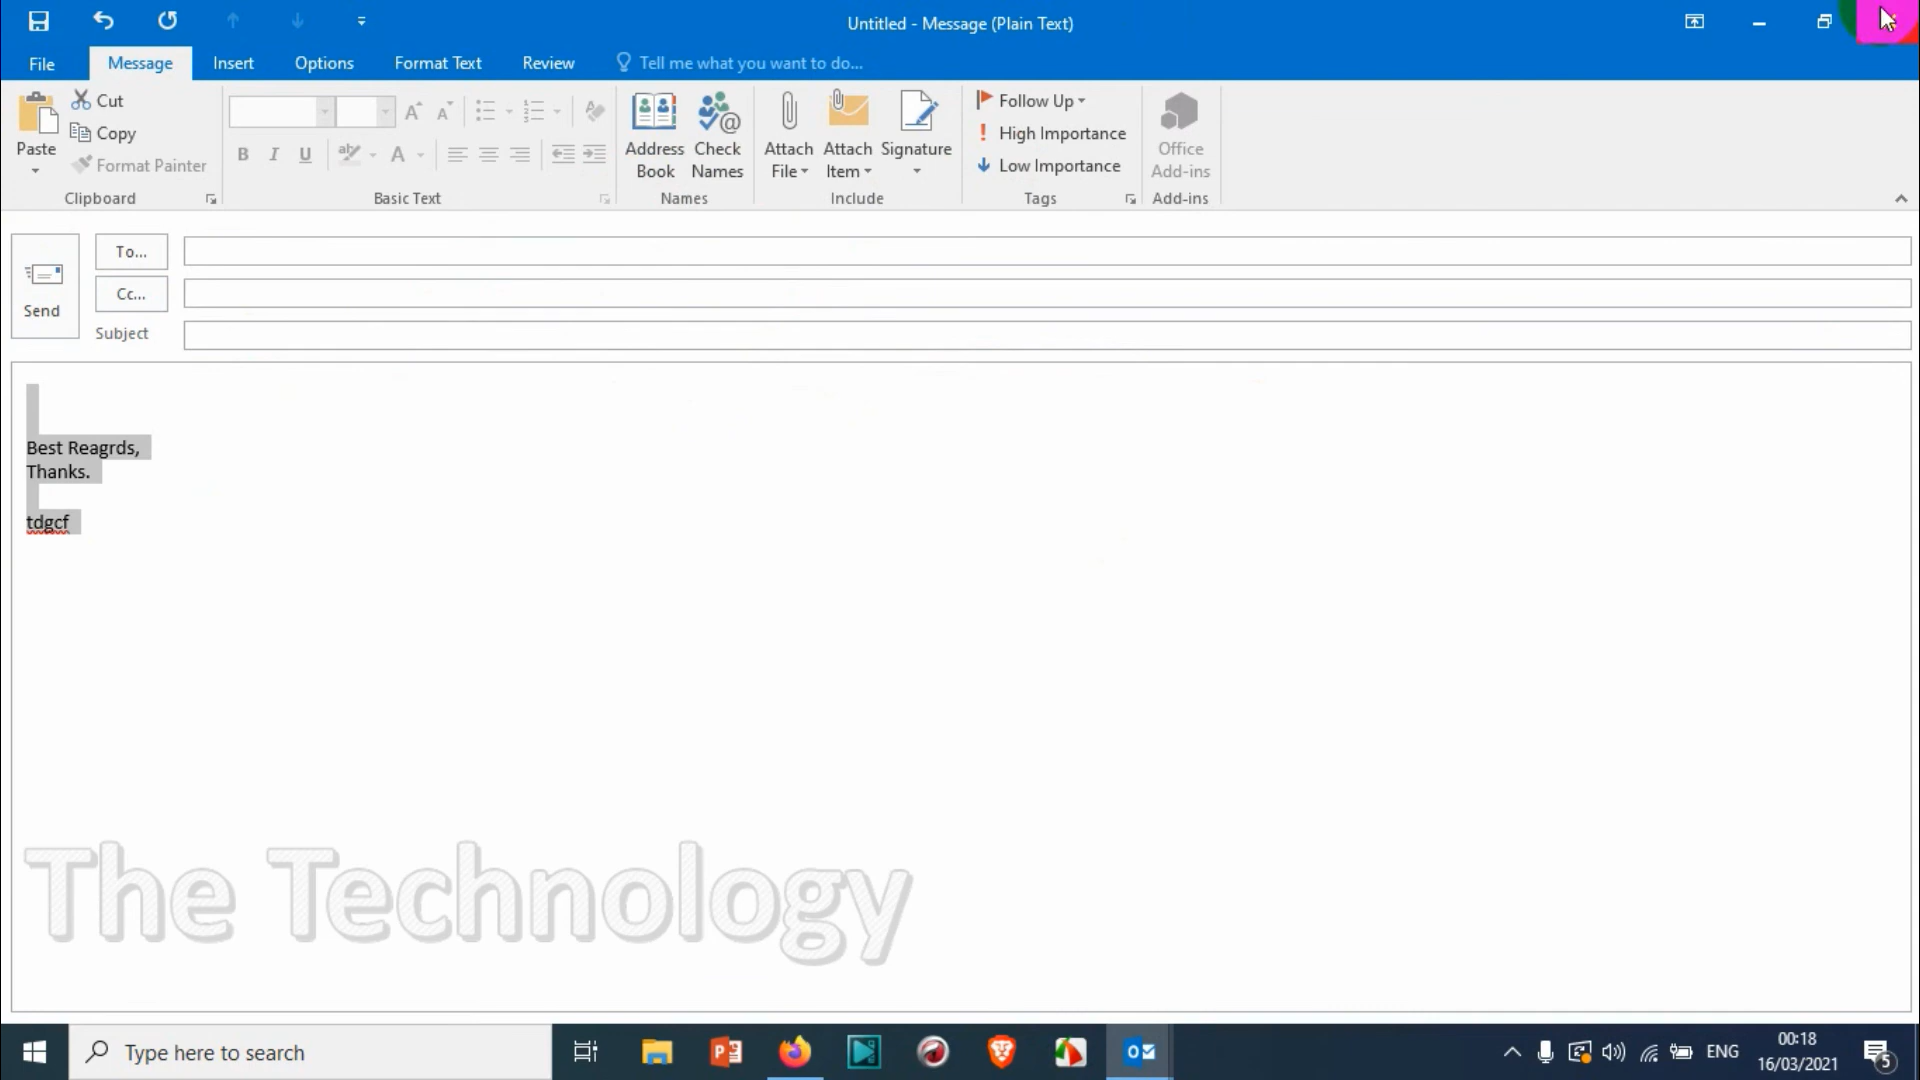 Untitled - Message (Plain Text)
File Message Insert Options Format Text Review Tell me what you want to do...
Paste
Cut
Copy
Format Painter
Clipboard
B I U
Basic Text
Address Book
Check Names
Names
Attach File
Attach Item
Signature
Include
Follow Up
High Importance
Low Importance
Tags
Office Add-ins
Add-ins
Send
To...
Cc...
Subject
Best Reagrds,
Thanks.
tdgcf
The Technology
Type here to search
ENG
00:18
16/03/2021
5